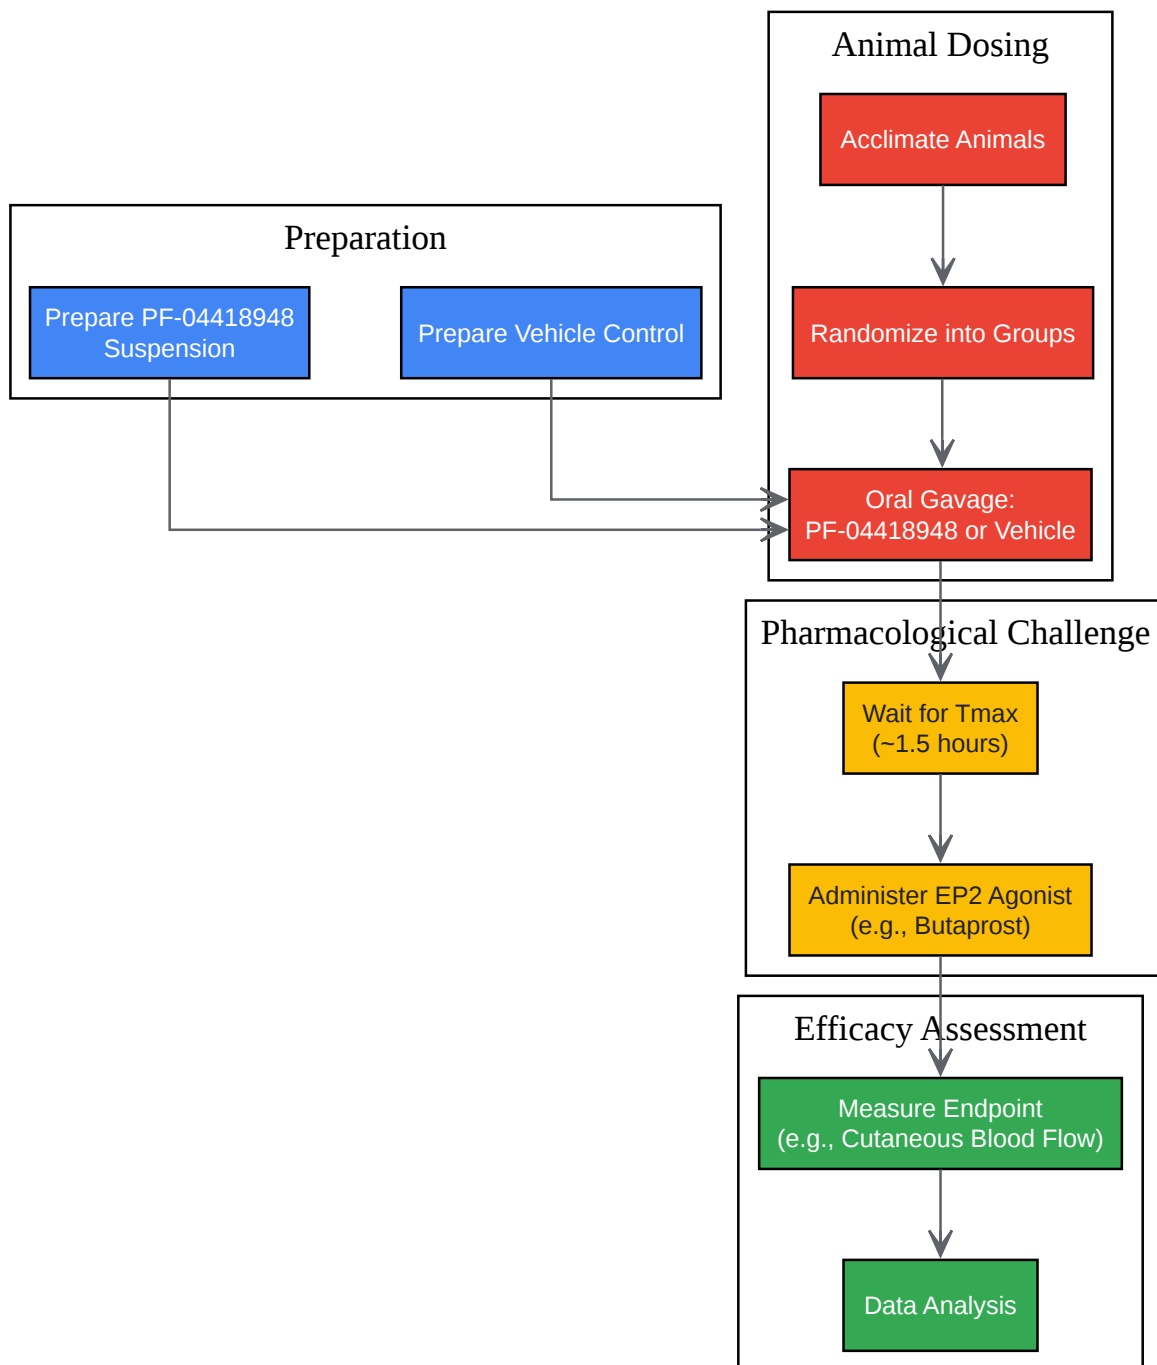 Animal Dosing
Acclimate Animals
Preparation
Prepare PF-04418948
Suspension
Prepare Vehicle Control
Randomize into Groups
Oral Gavage:
PF-04418948 or Vehicle
Pharmacological Challenge
Wait for Tmax
(~1.5 hours)
Administer EP2 Agonist
(e.g., Butaprost)
Efficacy Assessment
Measure Endpoint
(e.g., Cutaneous Blood Flow)
Data Analysis